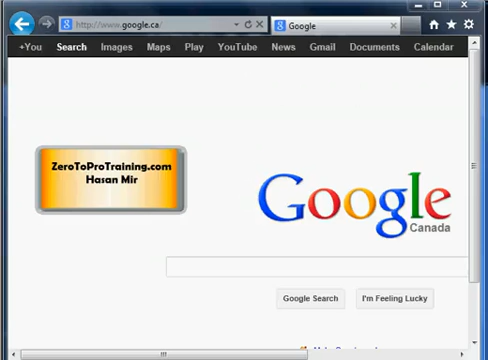 http://www.google.ca/
Google
+You Search Images Maps Play YouTube News Gmail Documents Calendar
ZeroToProTraining.com
Hasan Mir
Google
Canada
Google Search I'm Feeling Lucky